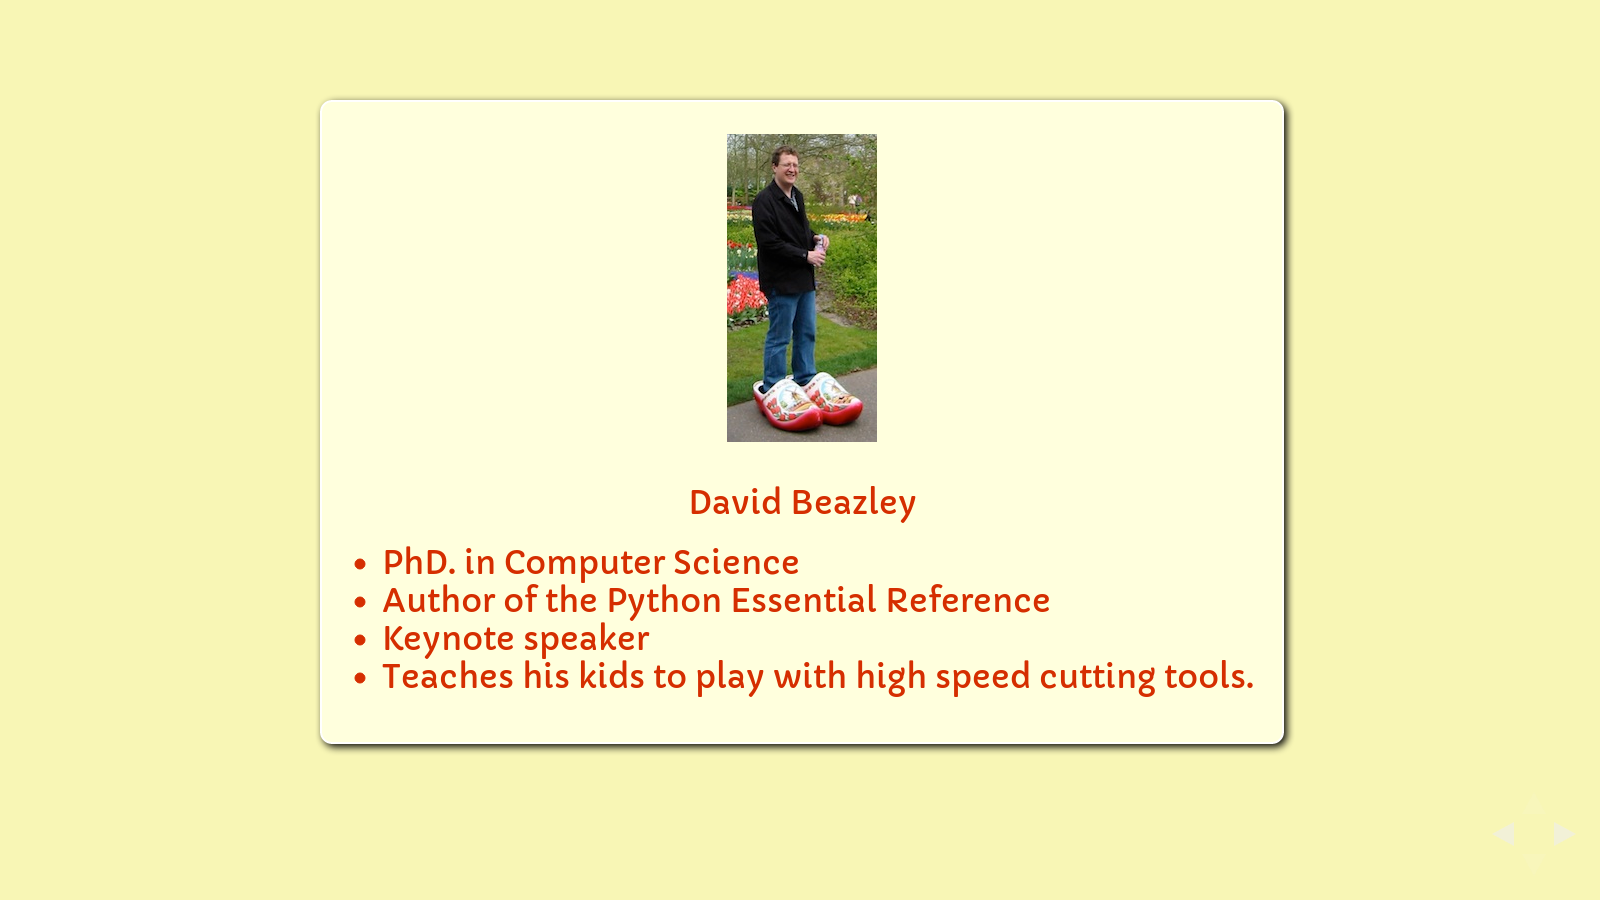 David Beazley
PhD. in Computer Science
Author of the Python Essential Reference
Keynote speaker
Teaches his kids to play with high speed cutting tools.